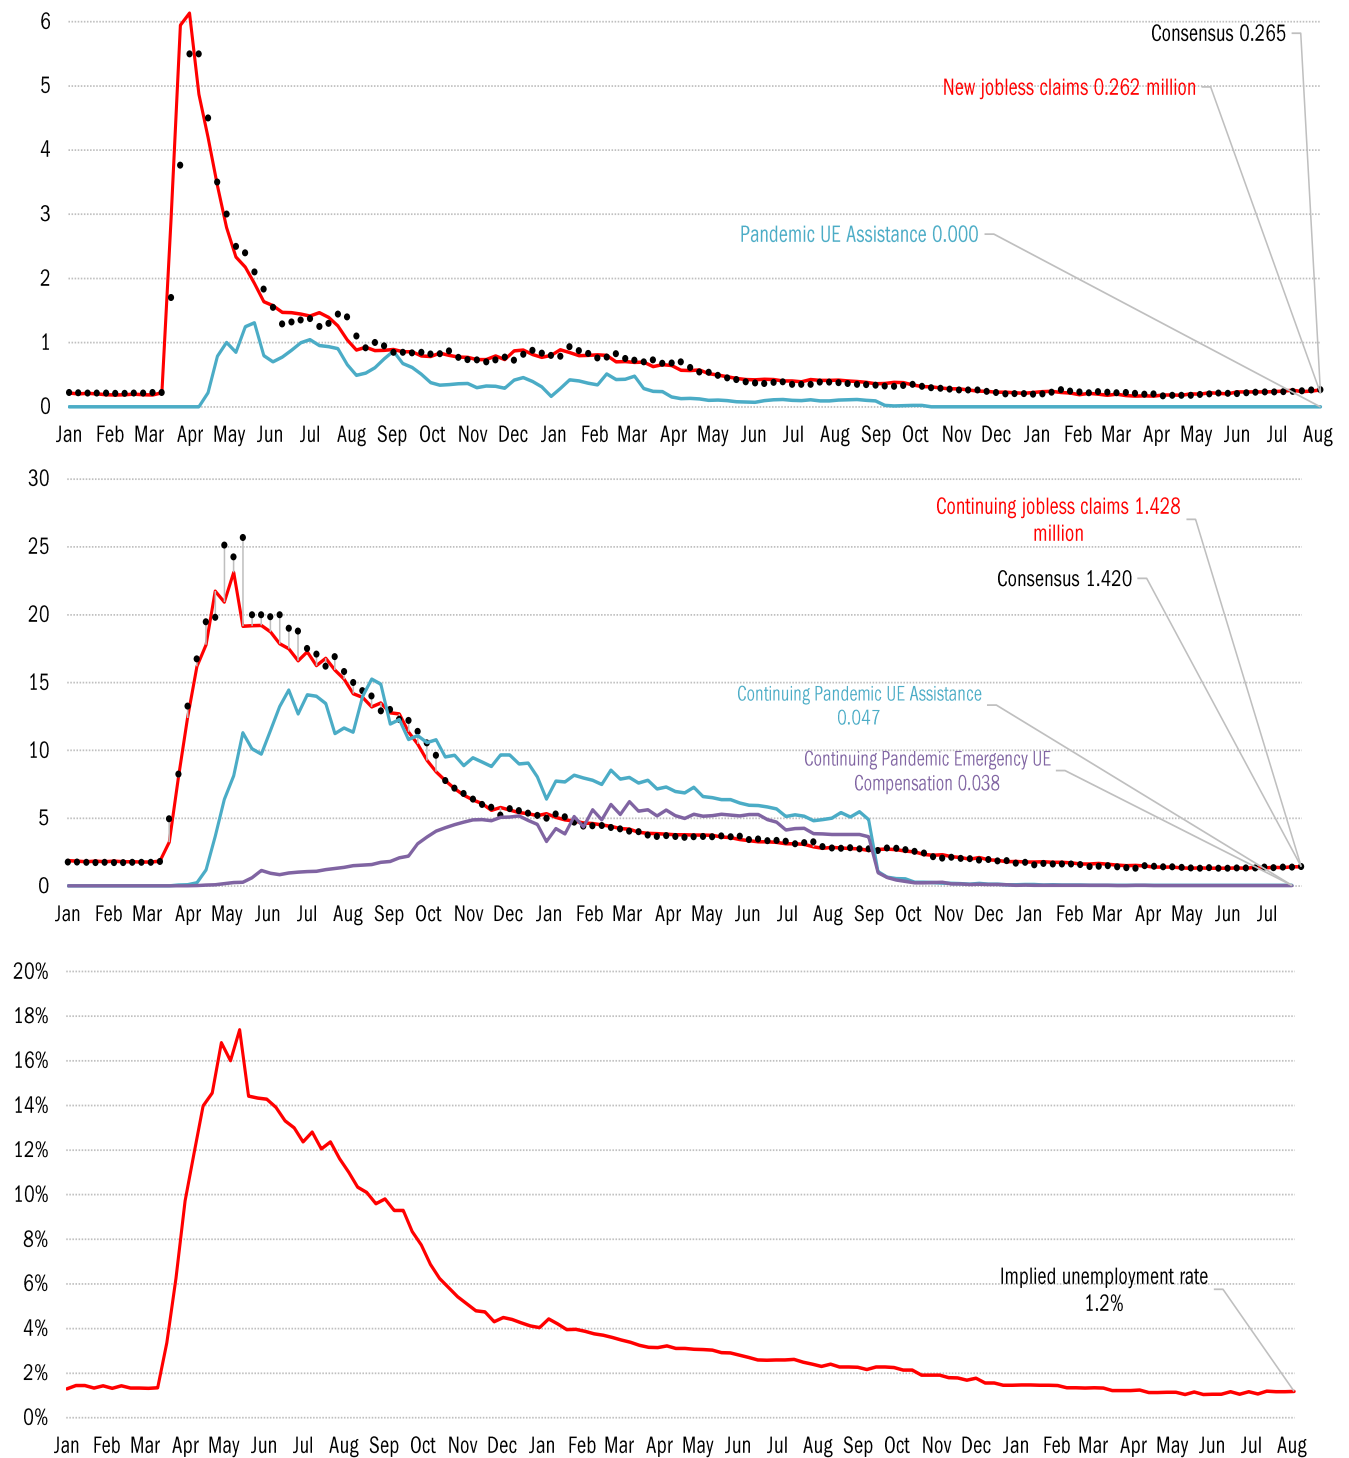 6
Consensus 0.265
5
New jobless claims 0.262 million
4
3
Pandemic UE Assistance 0.000
2
1
0
Jan Feb Mar Apr May Jun Jul Aug Sep Oct Nov Dec Jan Feb Mar Apr May Jun Jul Aug Sep Oct Nov Dec Jan Feb Mar Apr May Jun Jul Aug
30
Continuing jobless claims 1.428
million
25
Consensus 1.420
20
15
Continuing Pandemic UE Assistance
0.047
10
Continuing Pandemic Emergency UE
Compensation 0.038
5
0
Jan Feb Mar Apr May Jun Jul Aug Sep Oct Nov Dec Jan Feb Mar Apr May Jun Jul Aug Sep Oct Nov Dec Jan Feb Mar Apr May Jun Jul
20%
18%
16%
14%
12%
10%
8%
6%
Implied unemployment rate
1.2%
4%
2%
0%
Jan Feb Mar Apr May Jun Jul Aug Sep Oct Nov Dec Jan Feb Mar Apr May Jun Jul Aug Sep Oct Nov Dec Jan Feb Mar Apr May Jun Jul Aug